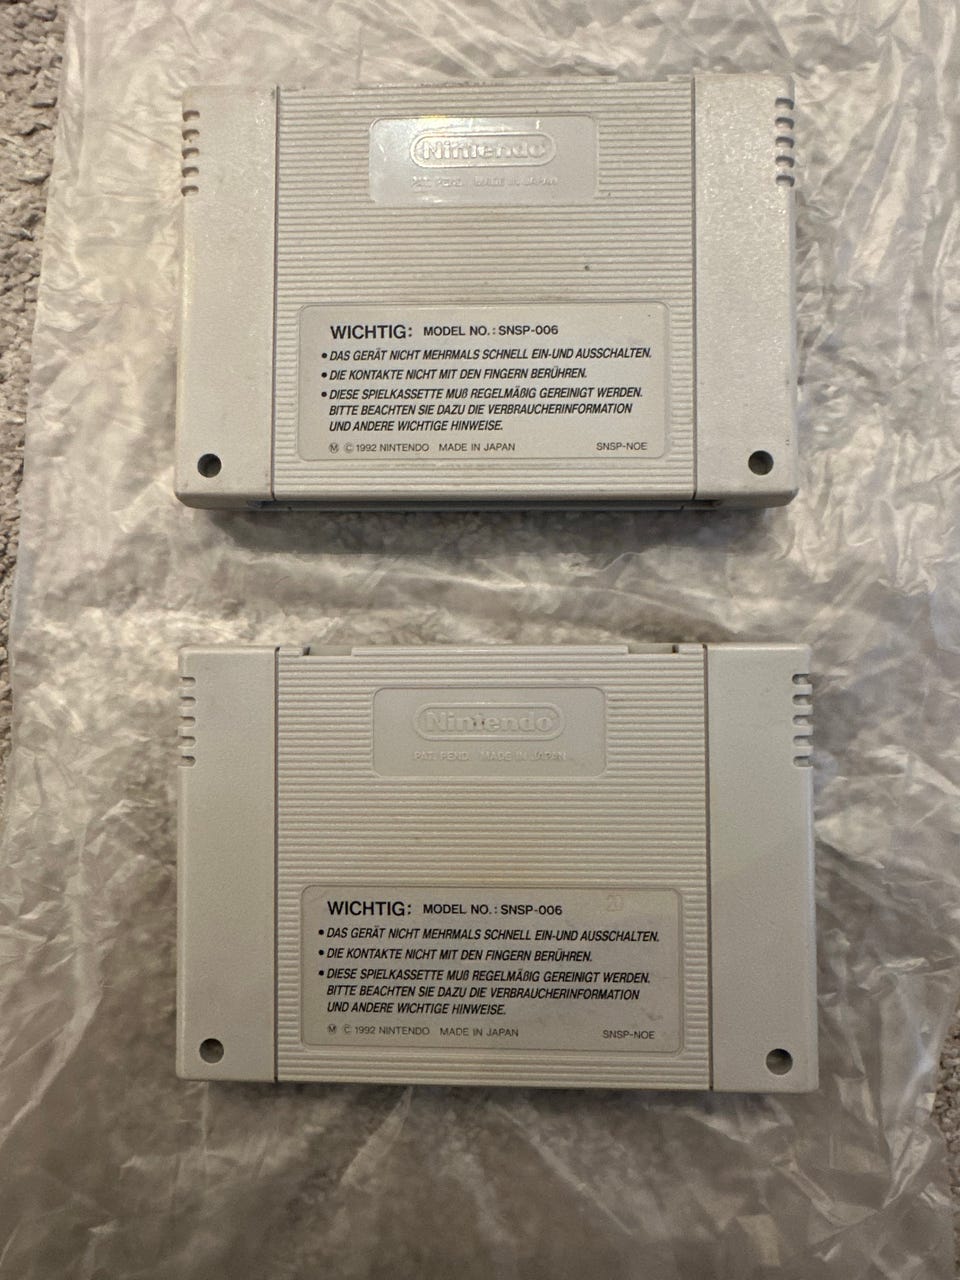 Nintendo
PAT. PEND. MADE IN JAPAN
WICHTIG: MODEL NO.: SNSP-006
• DAS GERÄT NICHT MEHRMALS SCHNELL EIN-UND AUSSCHALTEN.
• DIE KONTAKTE NICHT MIT DEN FINGERN BERÜHREN.
• DIESE SPIELKASSETTE MUß REGELMÄßIG GEREINIGT WERDEN.
BITTE BEACHTEN SIE DAZU DIE VERBRAUCHERINFORMATION
UND ANDERE WICHTIGE HINWEISE.
Ⓜ © 1992 NINTENDO MADE IN JAPAN SNSP-NOE
Nintendo
PAT. PEND. MADE IN JAPAN
WICHTIG: MODEL NO.: SNSP-006 20
• DAS GERÄT NICHT MEHRMALS SCHNELL EIN-UND AUSSCHALTEN.
• DIE KONTAKTE NICHT MIT DEN FINGERN BERÜHREN.
• DIESE SPIELKASSETTE MUß REGELMÄßIG GEREINIGT WERDEN.
BITTE BEACHTEN SIE DAZU DIE VERBRAUCHERINFORMATION
UND ANDERE WICHTIGE HINWEISE.
Ⓜ © 1992 NINTENDO MADE IN JAPAN SNSP-NOE